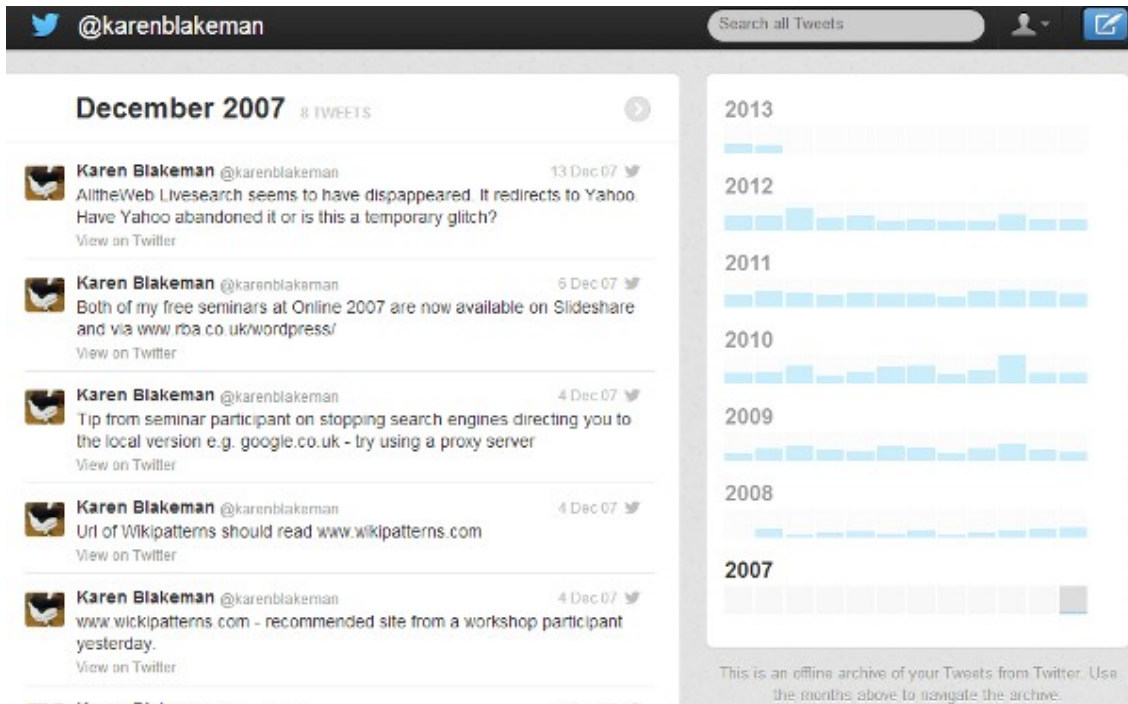 @karenblakeman
Search all Tweets
December 2007 8 TWEETS
Karen Blakeman @karenblakeman 13 Dec 07
AlltheWeb Livesearch seems to have dispappeared. It redirects to Yahoo.
Have Yahoo abandoned it or is this a temporary glitch?
View on Twitter
Karen Blakeman @karenblakeman 6 Dec 07
Both of my free seminars at Online 2007 are now available on Slideshare
and via www.rba.co.uk/wordpress/
View on Twitter
Karen Blakeman @karenblakeman 4 Dec 07
Tip from seminar participant on stopping search engines directing you to
the local version e.g. google.co.uk - try using a proxy server
View on Twitter
Karen Blakeman @karenblakeman 4 Dec 07
Url of Wikipatterns should read www.wikipatterns.com
View on Twitter
Karen Blakeman @karenblakeman 4 Dec 07
www.wickipatterns.com - recommended site from a workshop participant
yesterday.
View on Twitter
2013
2012
2011
2010
2009
2008
2007
This is an offline archive of your Tweets from Twitter. Use
the months above to navigate the archive.